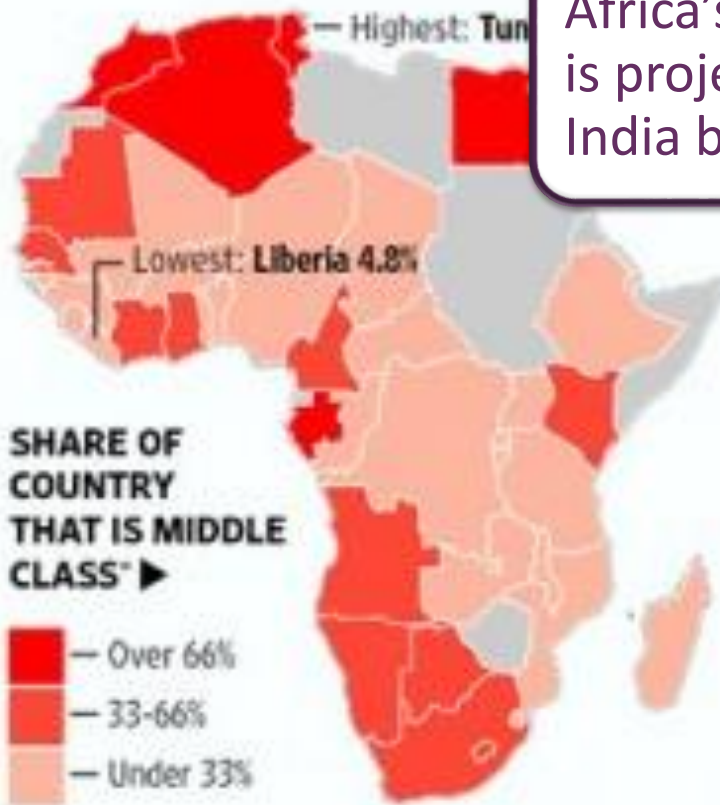 Africa's
is proje
India b
Highest: Tun
Lowest: Liberia 4.8%
SHARE OF
COUNTRY
THAT IS MIDDLE
CLASS* ▶
Over 66%
33-66%
Under 33%